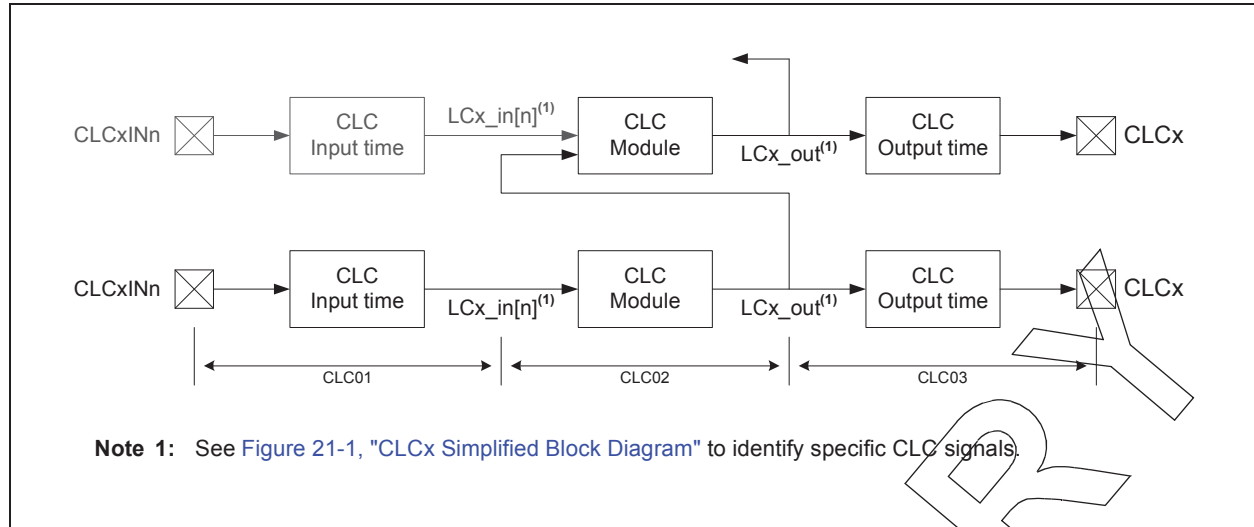 CLCxINn
CLC
Input time
LCx_in[n](1)
CLC
Module
LCx_out(1)
CLC
Output time
CLCx
CLCxINn
CLC
Input time
LCx_in[n](1)
CLC
Module
LCx_out(1)
CLC
Output time
CLCx
CLC01
CLC02
CLC03
Note 1: See Figure 21-1, "CLCx Simplified Block Diagram" to identify specific CLC signals.
R Y